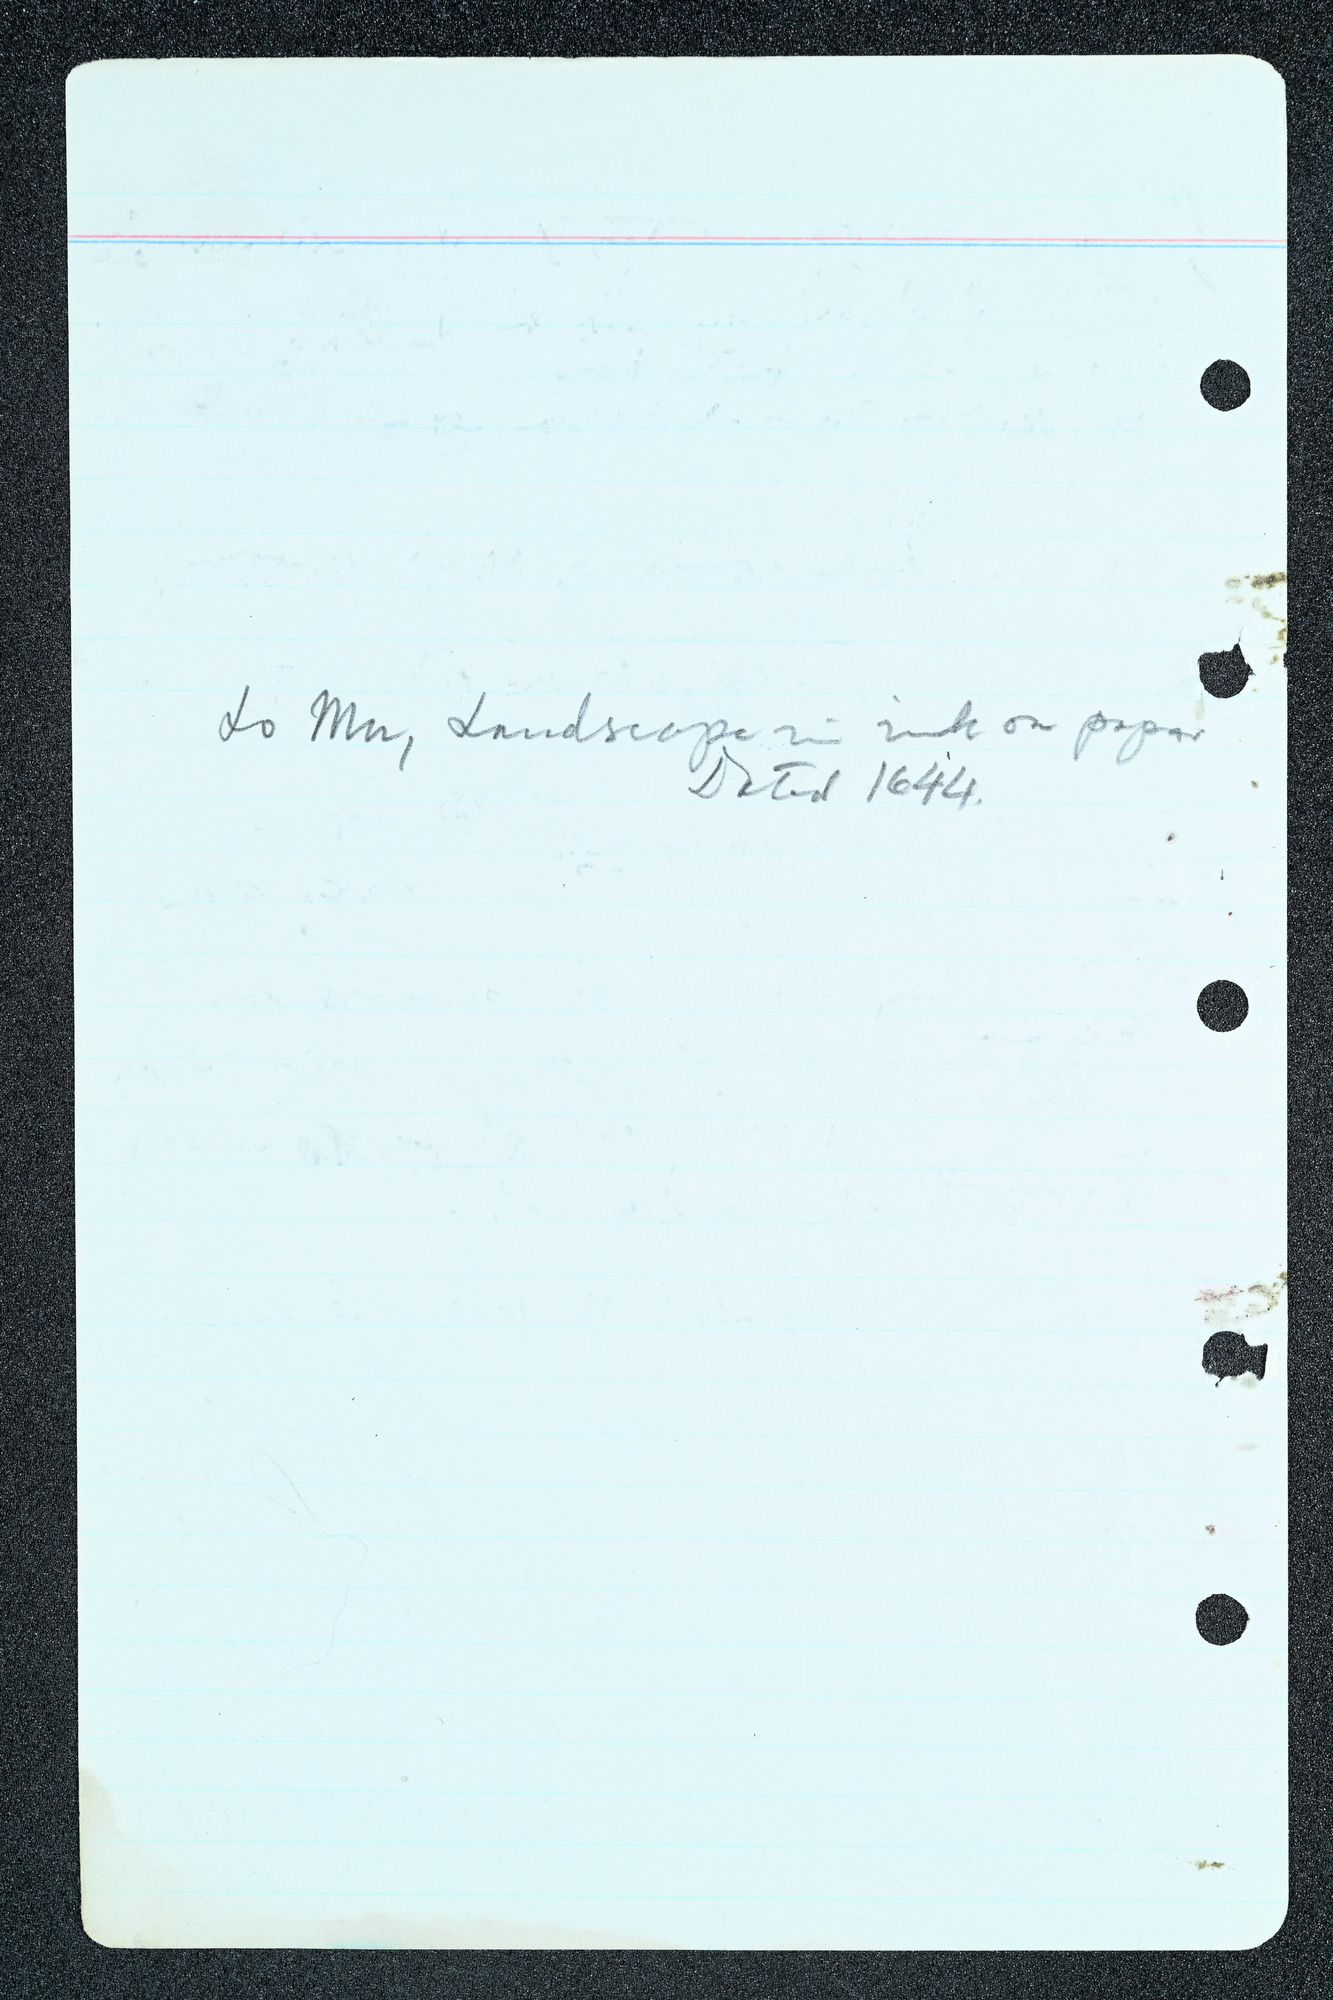 Lo Mu, Landscape in ink on paper
Dated 1644.